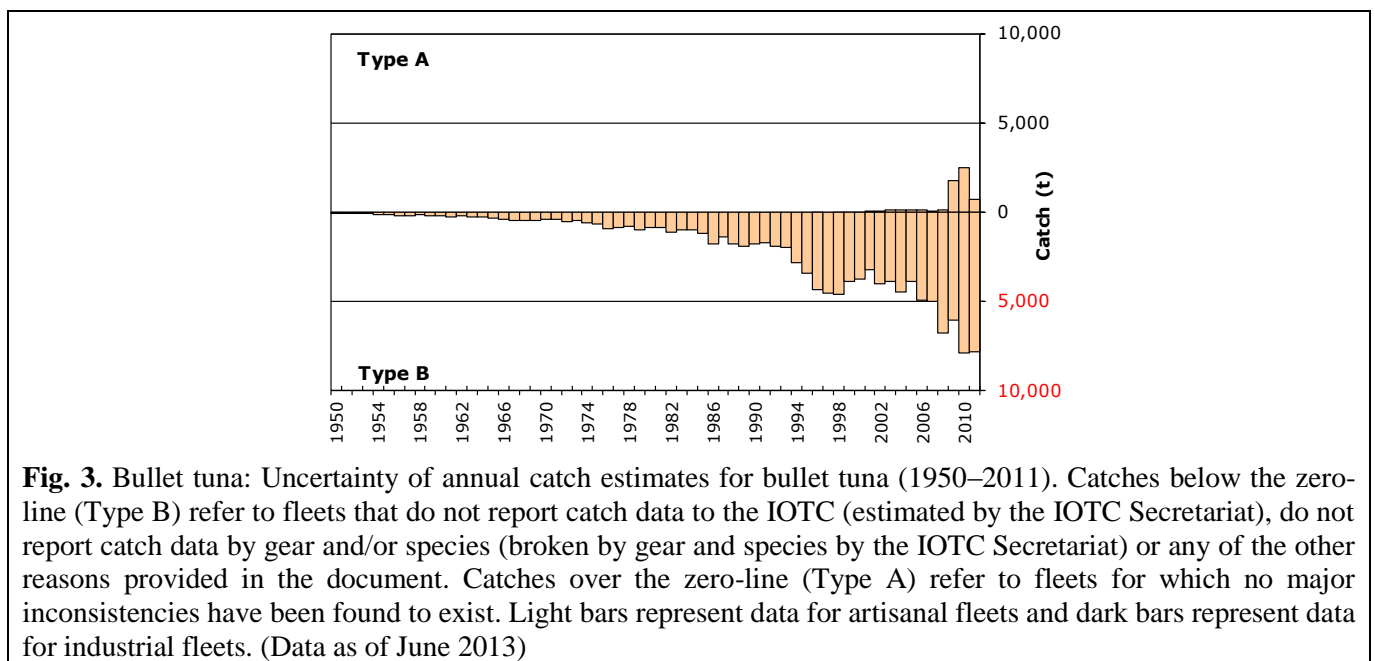 Type A
Type B
10,000
5,000
0
5,000
10,000
Catch (t)
1950
1954
1958
1962
1966
1970
1974
1978
1982
1986
1990
1994
1998
2002
2006
2010
Fig. 3. Bullet tuna: Uncertainty of annual catch estimates for bullet tuna (1950–2011). Catches below the zero-
line (Type B) refer to fleets that do not report catch data to the IOTC (estimated by the IOTC Secretariat), do not
report catch data by gear and/or species (broken by gear and species by the IOTC Secretariat) or any of the other
reasons provided in the document. Catches over the zero-line (Type A) refer to fleets for which no major
inconsistencies have been found to exist. Light bars represent data for artisanal fleets and dark bars represent data
for industrial fleets. (Data as of June 2013)